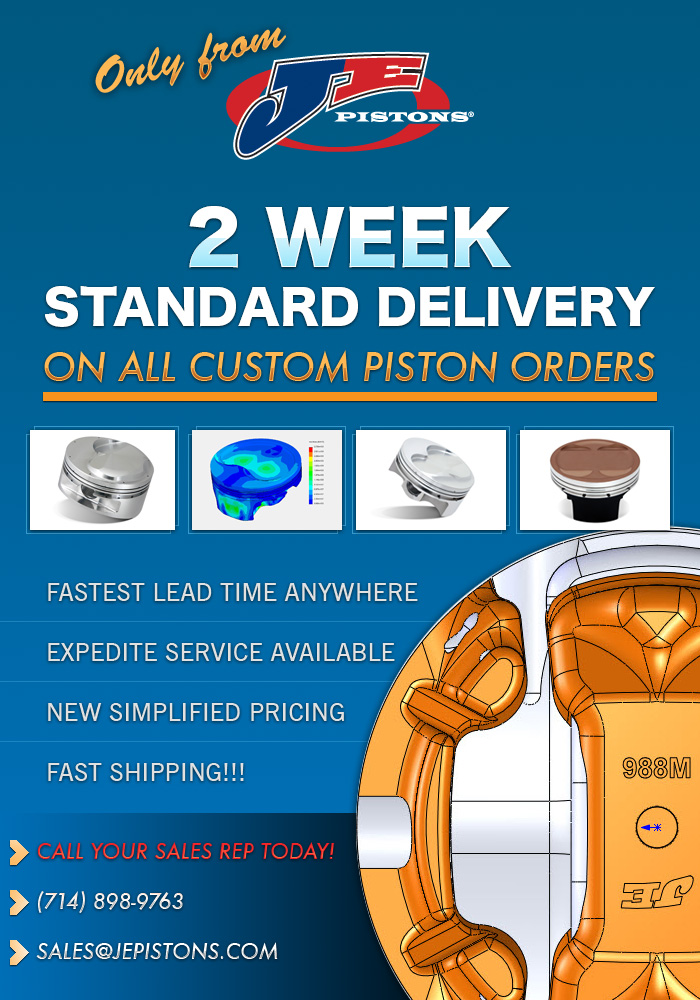 Only from
JE
PISTONS®
2 WEEK
STANDARD DELIVERY
ON ALL CUSTOM PISTON ORDERS
FASTEST LEAD TIME ANYWHERE
EXPEDITE SERVICE AVAILABLE
NEW SIMPLIFIED PRICING
988M
FAST SHIPPING!!!
CALL YOUR SALES REP TODAY!
JE
(714) 898-9763
SALES@JEPISTONS.COM